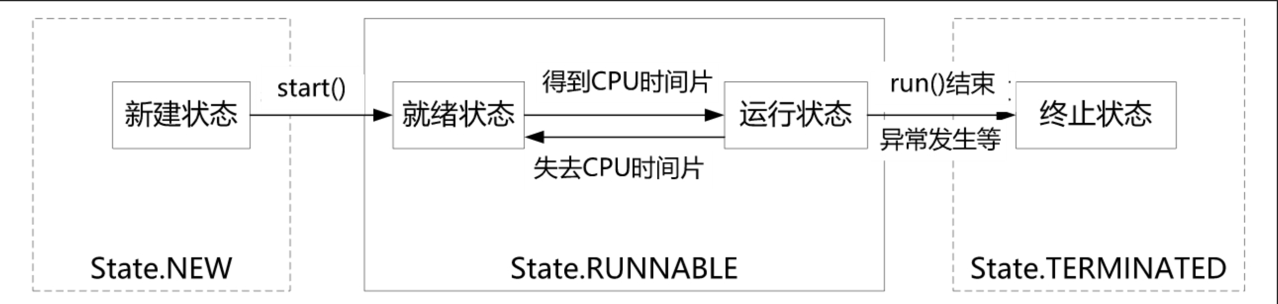 新建状态
start()
就绪状态
得到CPU时间片
失去CPU时间片
运行状态
run()结束
异常发生等
终止状态
State.NEW
State.RUNNABLE
State.TERMINATED